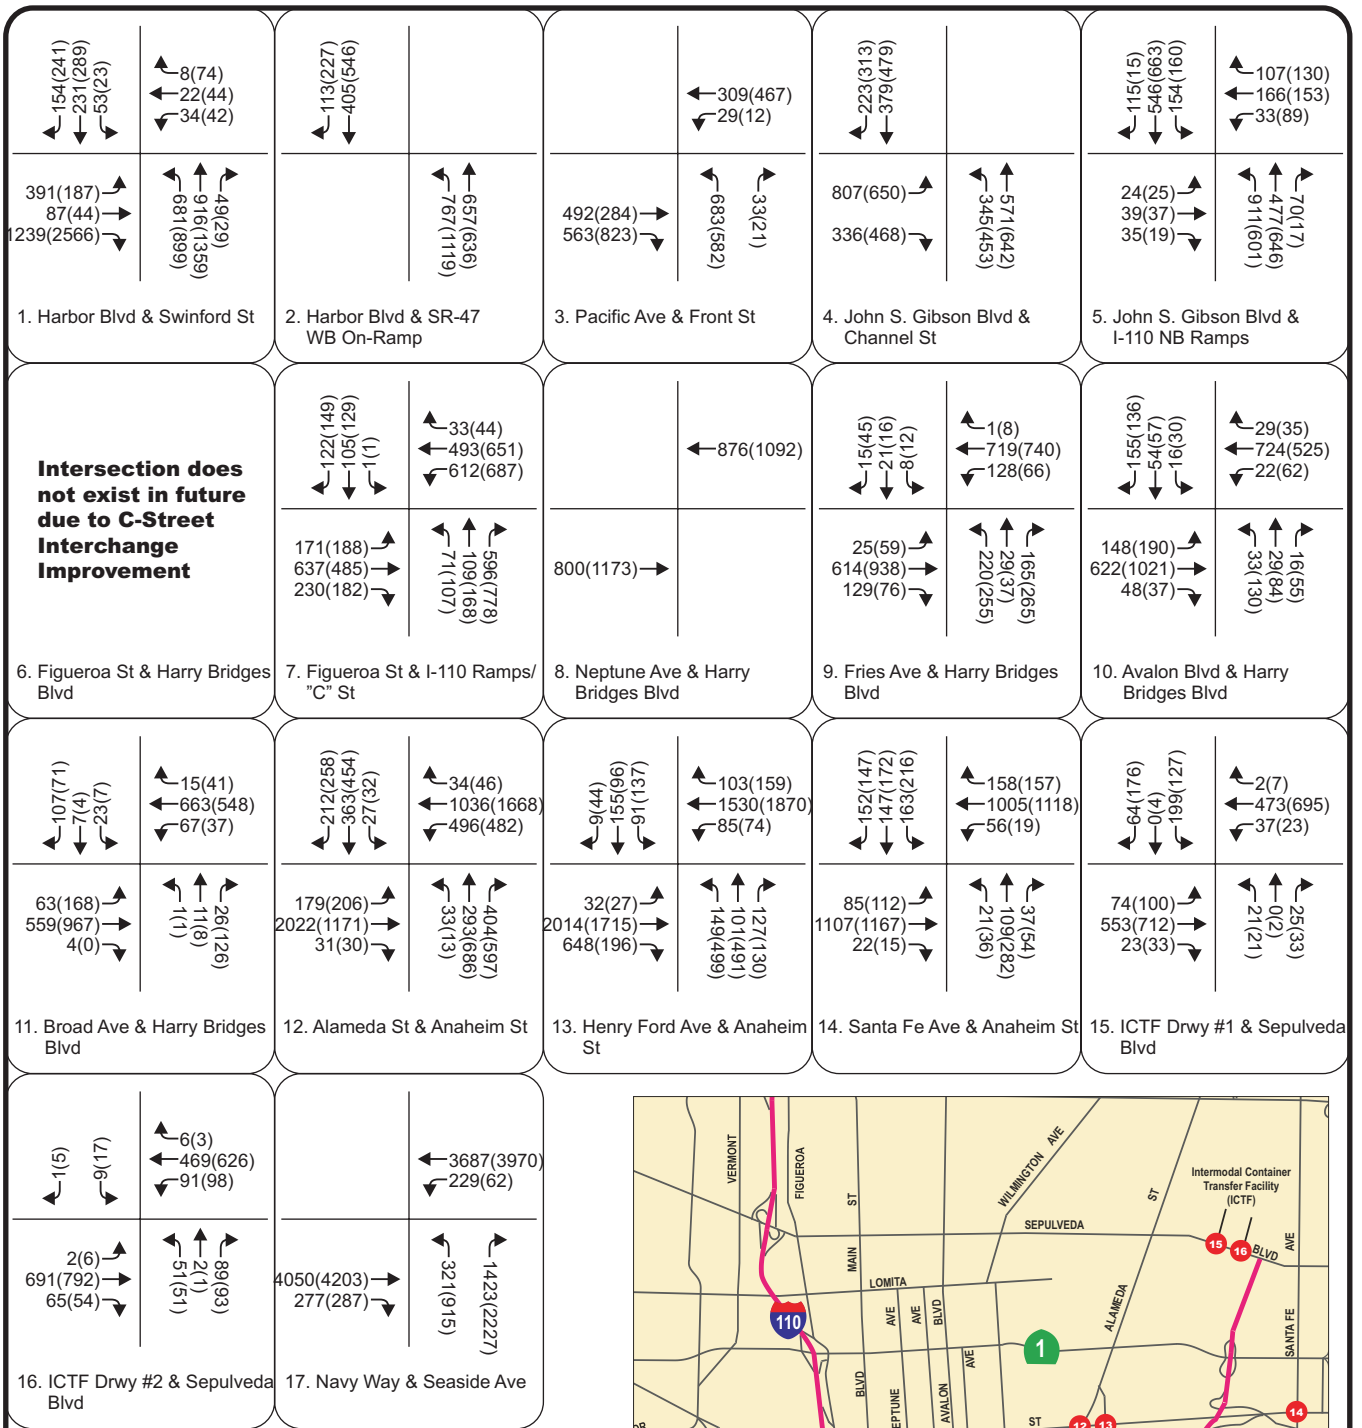 154(241)
231(289)
53(23)
8(74)
22(44)
34(42)
391(187)
87(44)
1239(2566)
681(899)
916(1359)
49(29)
1. Harbor Blvd & Swinford St
113(227)
405(546)
767(1119)
657(636)
2. Harbor Blvd & SR-47
WB On-Ramp
309(467)
29(12)
492(284)
563(823)
683(582)
33(21)
3. Pacific Ave & Front St
223(313)
379(479)
807(650)
336(468)
345(453)
571(642)
4. John S. Gibson Blvd &
Channel St
115(15)
546(663)
154(160)
107(130)
166(153)
33(89)
24(25)
39(37)
35(19)
911(601)
477(646)
70(17)
5. John S. Gibson Blvd &
I-110 NB Ramps
Intersection does
not exist in future
due to C-Street
Interchange
Improvement
6. Figueroa St & Harry Bridges
Blvd
122(149)
105(129)
1(1)
33(44)
493(651)
612(687)
171(188)
637(485)
230(182)
71(107)
109(168)
596(778)
7. Figueroa St & I-110 Ramps/
”C” St
876(1092)
800(1173)
8. Neptune Ave & Harry
Bridges Blvd
15(45)
21(16)
8(12)
1(8)
719(740)
128(66)
25(59)
614(938)
129(76)
220(255)
29(37)
165(265)
9. Fries Ave & Harry Bridges
Blvd
155(136)
54(57)
16(30)
29(35)
724(525)
22(62)
148(190)
622(1021)
48(37)
33(130)
29(84)
16(55)
10. Avalon Blvd & Harry
Bridges Blvd
107(71)
7(4)
23(7)
15(41)
663(548)
67(37)
63(168)
559(967)
4(0)
1(1)
11(8)
26(126)
11. Broad Ave & Harry Bridges
Blvd
212(258)
363(454)
27(32)
34(46)
1036(1668)
496(482)
179(206)
2022(1171)
31(30)
33(13)
293(686)
404(597)
12. Alameda St & Anaheim St
9(44)
155(96)
91(137)
103(159)
1530(1870)
85(74)
32(27)
2014(1715)
648(196)
149(499)
101(491)
127(130)
13. Henry Ford Ave & Anaheim
St
152(147)
147(172)
163(216)
158(157)
1005(1118)
56(19)
85(112)
1107(1167)
22(15)
21(36)
109(282)
37(54)
14. Santa Fe Ave & Anaheim St
64(176)
0(4)
199(127)
2(7)
473(695)
37(23)
74(100)
553(712)
23(33)
21(21)
0(2)
25(33)
15. ICTF Drwy #1 & Sepulveda
Blvd
1(5)
9(17)
6(3)
469(626)
91(98)
2(6)
691(792)
65(54)
51(51)
2(1)
89(93)
16. ICTF Drwy #2 & Sepulveda
Blvd
3687(3970)
229(62)
4050(4203)
277(287)
321(915)
1423(2227)
17. Navy Way & Seaside Ave
VERMONT
FIGUEROA
MAIN ST
WILMINGTON AVE
ST
Intermodal Container
Transfer Facility
(ICTF)
SEPULVEDA
15
16
BLVD
AVE
LOMITA
110
AVE
AVE
BLVD
ALAMEDA
1
SANTA FE
AVE
BLVD
AVALON
EPTUNE
ST
12
13
14